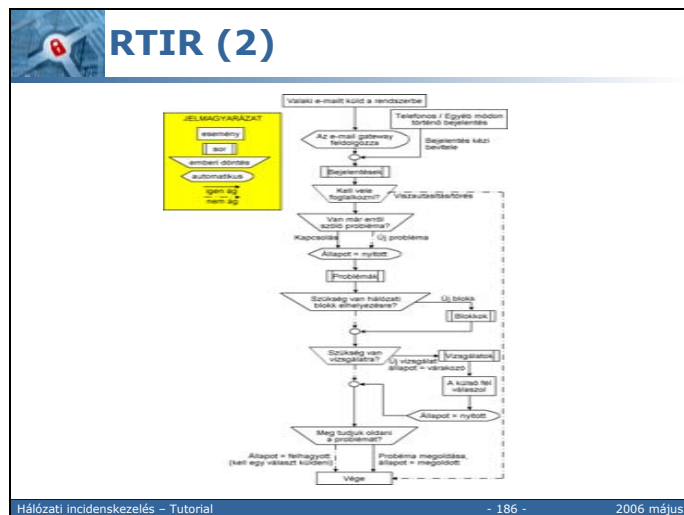 RTIR (2)
JELMAGYARÁZAT
esemény
sor
emberi döntés
automatikus
igen ág
nem ág
Valaki e-mailt küld a rendszerbe
Telefonos / Egyéb módon
történő bejelentés
Az e-mail gateway
feldolgozza
Bejelentés kézi
bevitele
Bejelentések
Kell vele
foglalkozni?
Visszautasítás/törés
Van már erről
szóló probléma?
Kapcsolás
Új probléma
Állapot = nyitott
Problémák
Szükség van hálózati
blokk elhelyezésre?
Új blokk
Blokkok
Szükség van
vizsgálatra?
Vizsgálatok
Új vizsgálat
állapot = várakozó
A külső fél
válaszol
Állapot = nyitott
Meg tudjuk oldani
a problémát?
Állapot = felhagyott
(kell egy választ küldeni)
Probléma megoldása,
állapot = megoldott
Vége
Hálózati incidenskezelés – Tutorial
- 186 -
2006 május